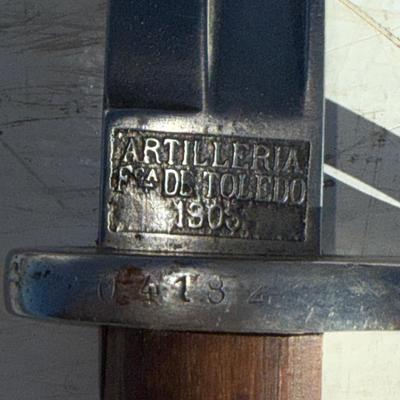 ARTILLERIA
Fca DE TOLEDO
1905
04184